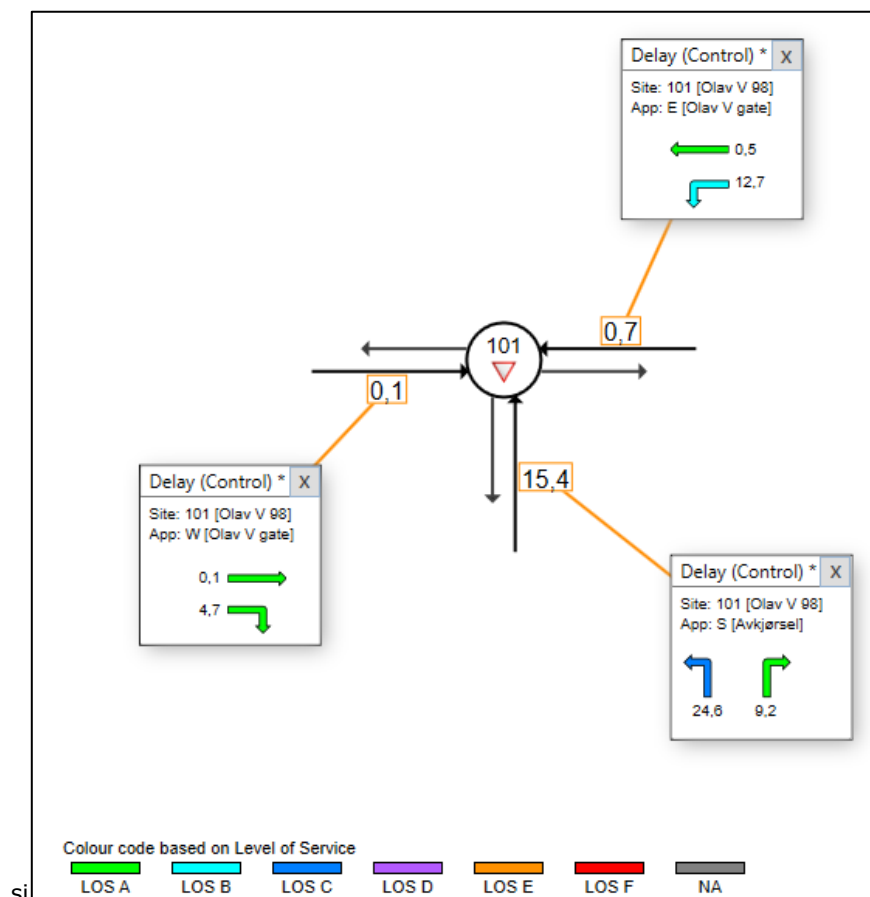 Delay (Control) * X
Site: 101 [Olav V 98]
App: E [Olav V gate]
0,5
12,7
101
0,7
0,1
15,4
Delay (Control) * X
Site: 101 [Olav V 98]
App: W [Olav V gate]
0,1
4,7
Delay (Control) * X
Site: 101 [Olav V 98]
App: S [Avkjørsel]
24,6 9,2
Colour code based on Level of Service
si LOS A LOS B LOS C LOS D LOS E LOS F NA